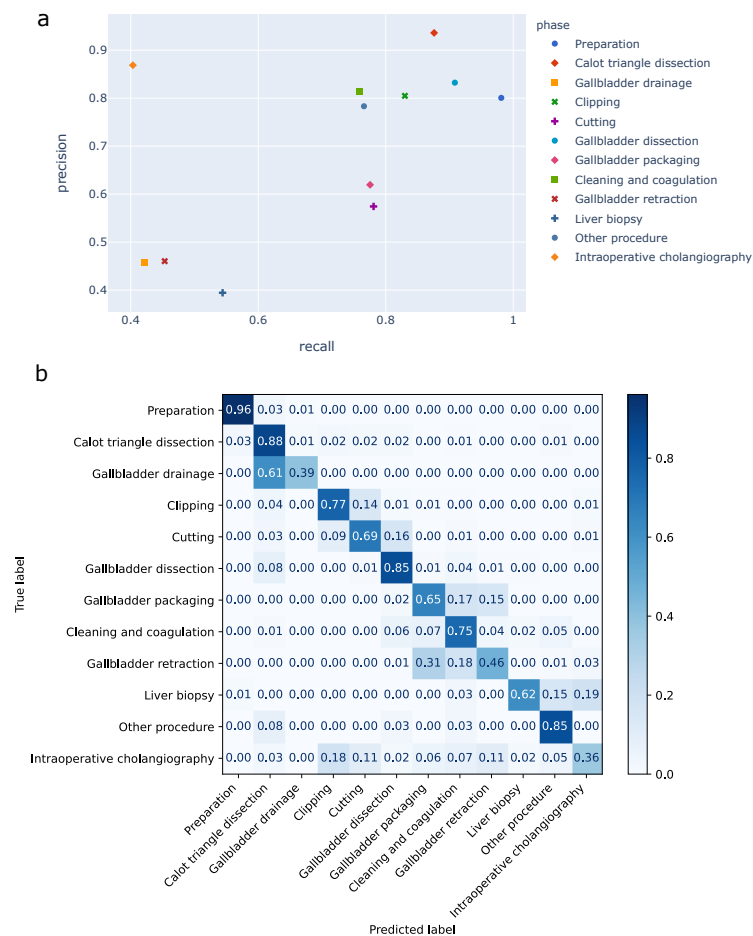 a
phase
Preparation
Calot triangle dissection
Gallbladder drainage
Clipping
Cutting
Gallbladder dissection
Gallbladder packaging
Cleaning and coagulation
Gallbladder retraction
Liver biopsy
Other procedure
Intraoperative cholangiography
0.9
0.8
0.7
0.6
0.5
0.4
precision
0.4 0.6 0.8 1
recall
b
Preparation 0.96 0.03 0.01 0.00 0.00 0.00 0.00 0.00 0.00 0.00 0.00 0.00
Calot triangle dissection 0.03 0.88 0.01 0.02 0.02 0.02 0.00 0.01 0.00 0.00 0.01 0.00
Gallbladder drainage 0.00 0.61 0.39 0.00 0.00 0.00 0.00 0.00 0.00 0.00 0.00 0.00
Clipping 0.00 0.04 0.00 0.77 0.14 0.01 0.01 0.00 0.00 0.00 0.00 0.01
Cutting 0.00 0.03 0.00 0.09 0.69 0.16 0.00 0.01 0.00 0.00 0.00 0.01
Gallbladder dissection 0.00 0.08 0.00 0.00 0.01 0.85 0.01 0.04 0.01 0.00 0.00 0.00
Gallbladder packaging 0.00 0.00 0.00 0.00 0.00 0.02 0.65 0.17 0.15 0.00 0.00 0.00
Cleaning and coagulation 0.00 0.01 0.00 0.00 0.00 0.06 0.07 0.75 0.04 0.02 0.05 0.00
Gallbladder retraction 0.00 0.00 0.00 0.00 0.00 0.01 0.31 0.18 0.46 0.00 0.01 0.03
Liver biopsy 0.01 0.00 0.00 0.00 0.00 0.00 0.00 0.03 0.00 0.62 0.15 0.19
Other procedure 0.00 0.08 0.00 0.00 0.00 0.03 0.00 0.03 0.00 0.00 0.85 0.00
Intraoperative cholangiography 0.00 0.03 0.00 0.18 0.11 0.02 0.06 0.07 0.11 0.02 0.05 0.36
True label
Preparation
Calot triangle dissection
Gallbladder drainage
Clipping
Cutting
Gallbladder dissection
Gallbladder packaging
Cleaning and coagulation
Gallbladder retraction
Liver biopsy
Other procedure
Intraoperative cholangiography
Predicted label
0.8
0.6
0.4
0.2
0.0